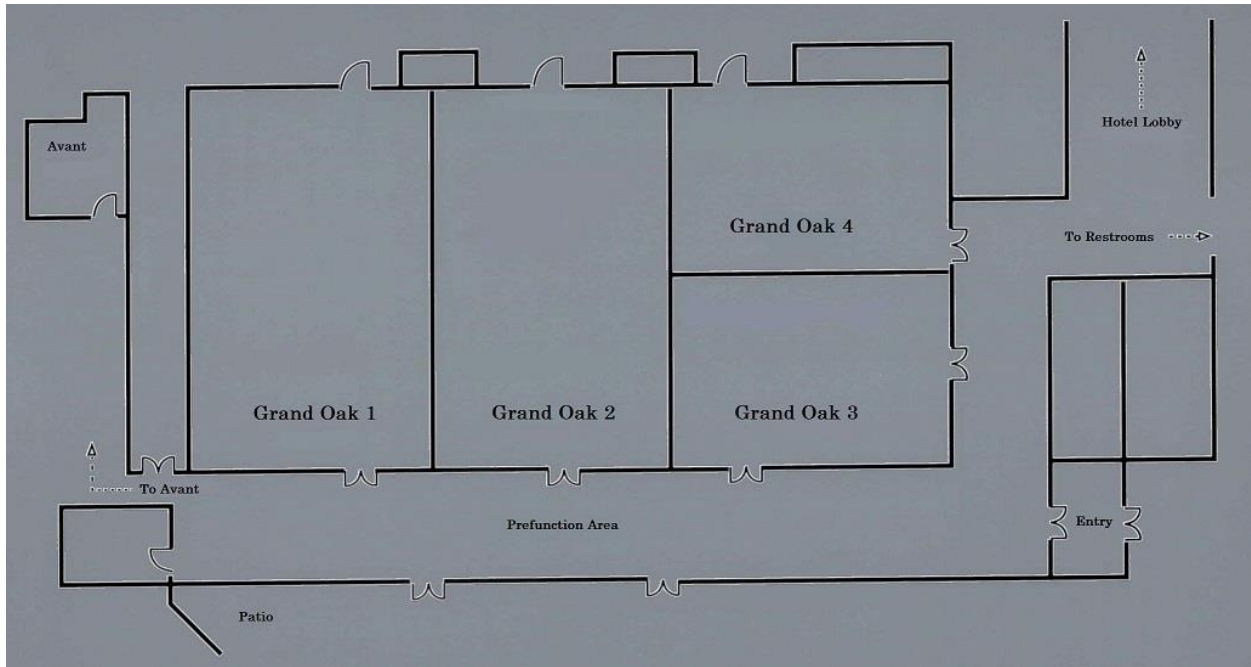 Hotel Lobby
Avant
Grand Oak 4
To Restrooms
Grand Oak 1
Grand Oak 2
Grand Oak 3
To Avant
Prefunction Area
Entry
Patio